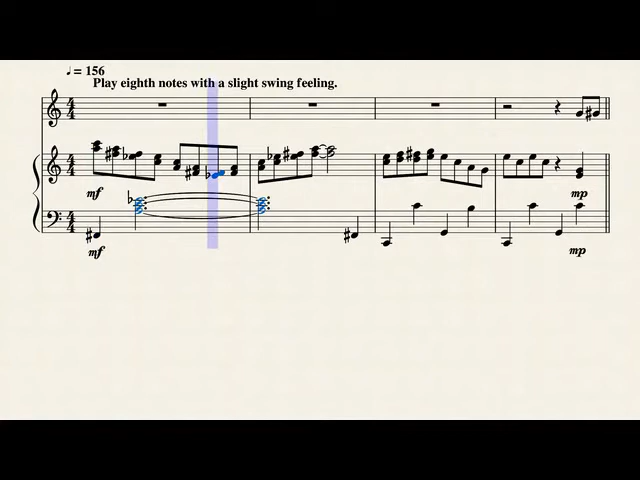 ♩ = 156
Play eighth notes with a slight swing feeling.
mf
mp
mf
mp